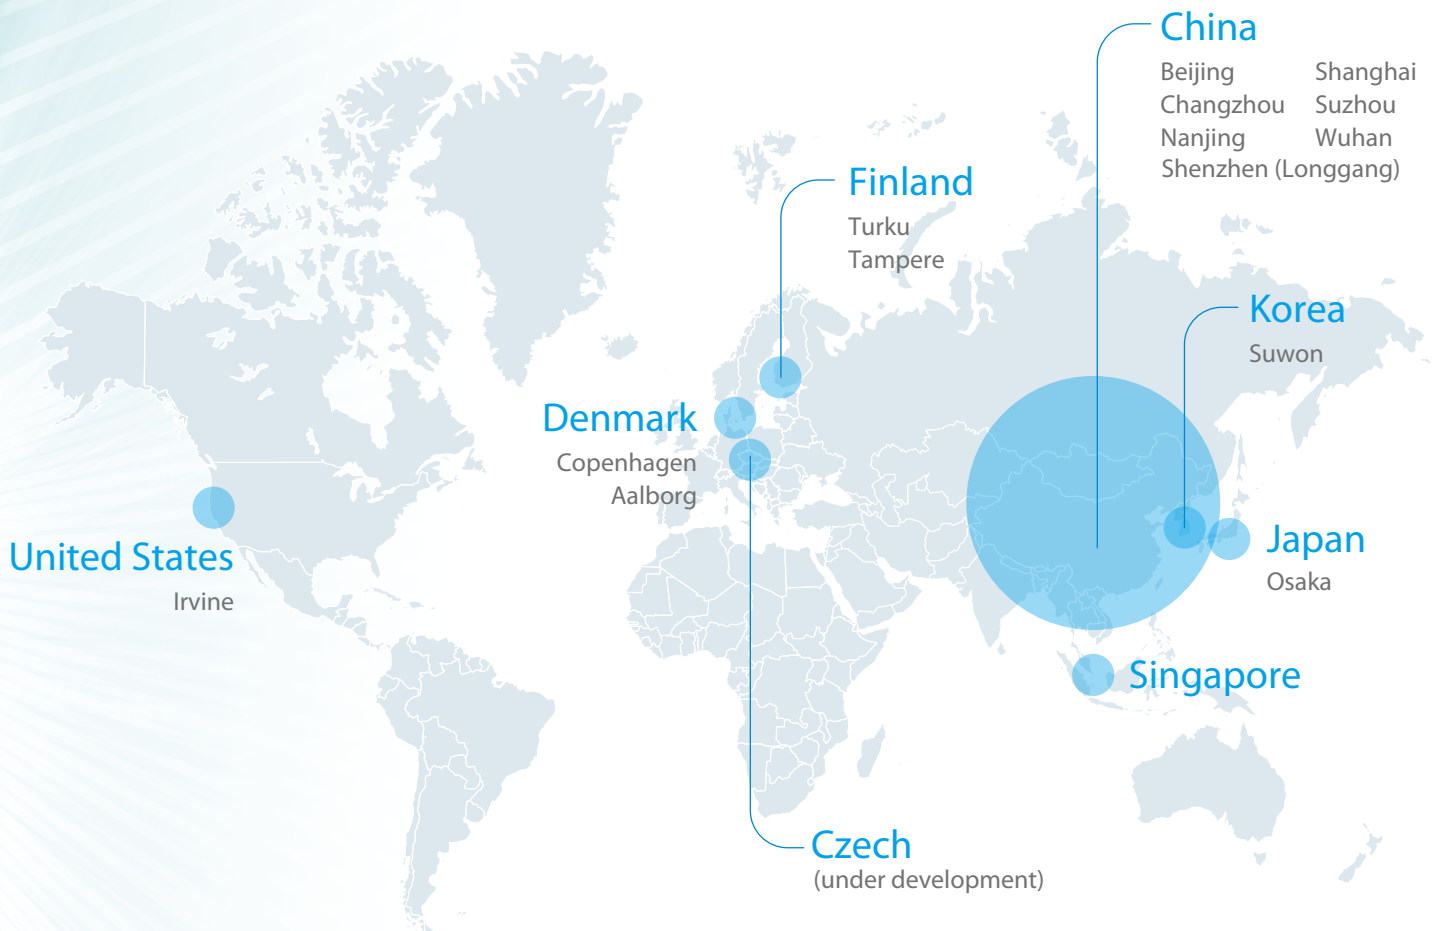 China
Beijing Shanghai
Changzhou Suzhou
Nanjing Wuhan
Shenzhen (Longgang)
Finland
Turku
Tampere
Korea
Suwon
Denmark
Copenhagen
Aalborg
United States
Irvine
Japan
Osaka
Singapore
Czech
(under development)